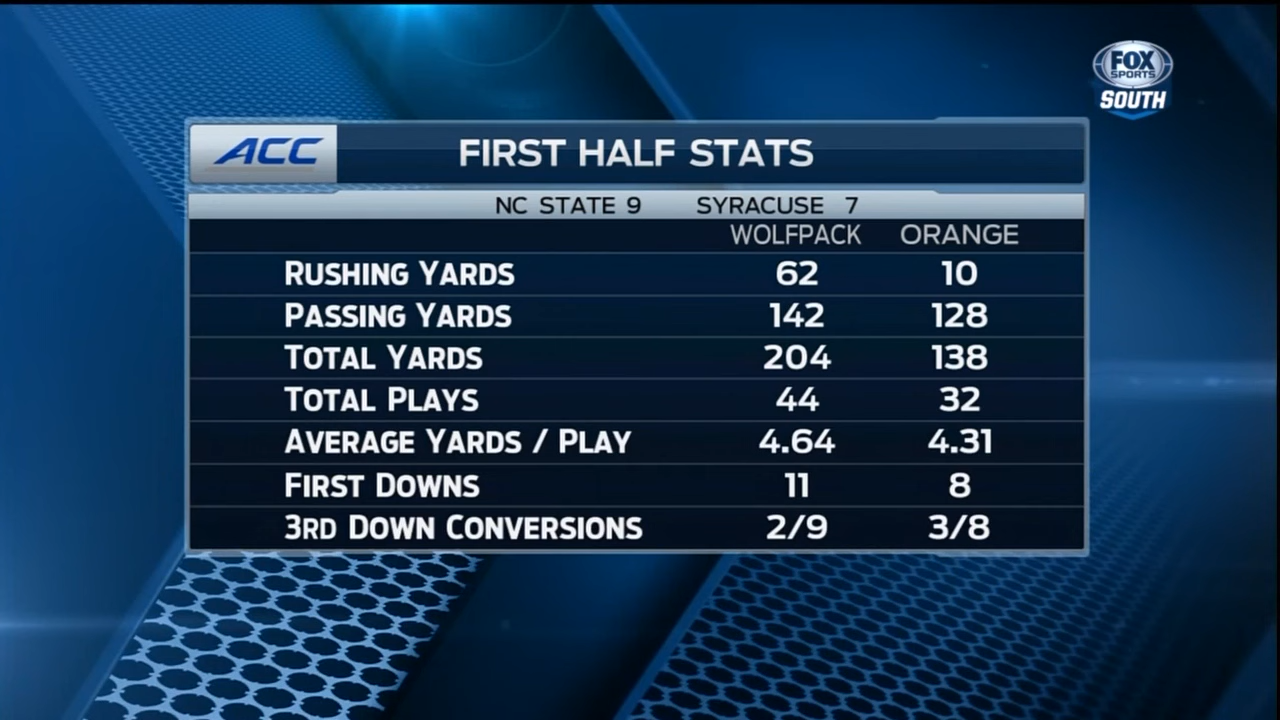 FOX
SPORTS
SOUTH
ACC FIRST HALF STATS
NC STATE 9 SYRACUSE 7
WOLFPACK ORANGE
RUSHING YARDS 62 10
PASSING YARDS 142 128
TOTAL YARDS 204 138
TOTAL PLAYS 44 32
AVERAGE YARDS / PLAY 4.64 4.31
FIRST DOWNS 11 8
3RD DOWN CONVERSIONS 2/9 3/8